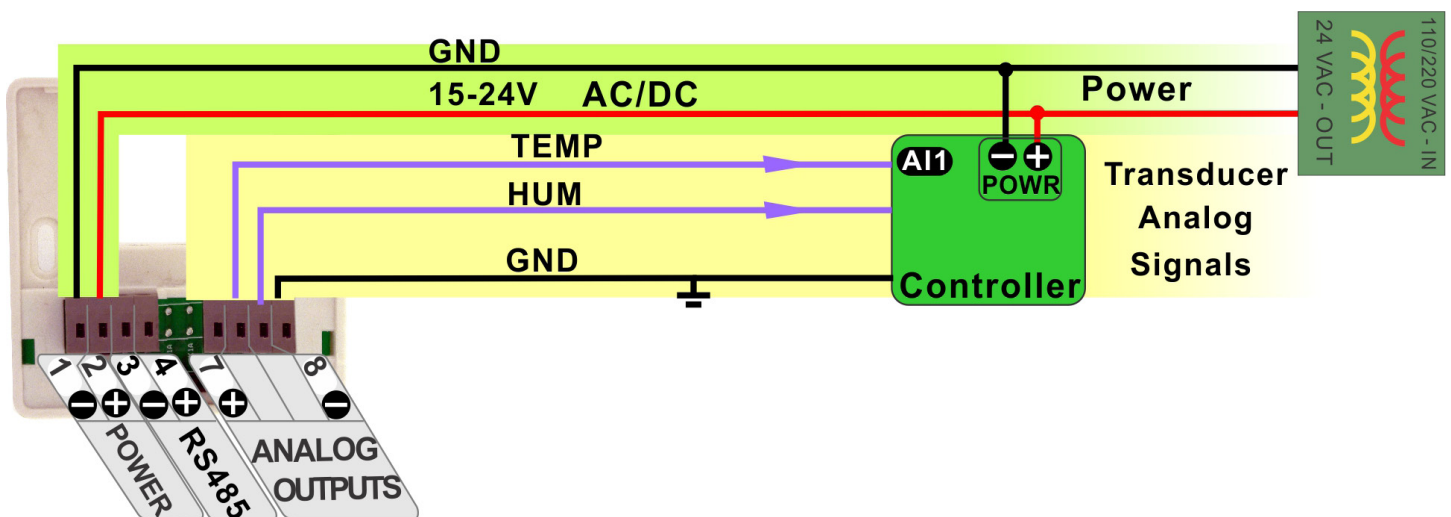 GND
15-24V AC/DC
Power
110/220 VAC - IN
24 VAC - OUT
TEMP
AI1
POWR
HUM
GND
Controller
Transducer
Analog
Signals
1 2 3 4 7 8
POWER
RS485
ANALOG
OUTPUTS